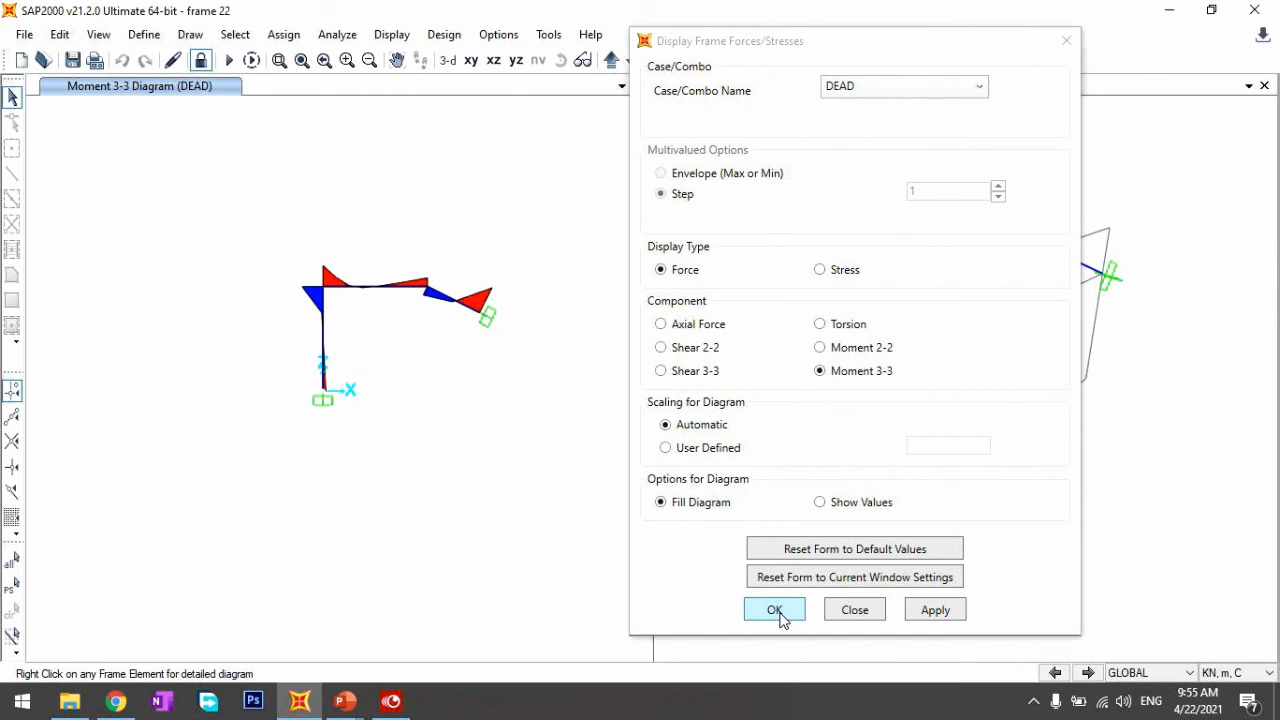 SAP2000 v21.2.0 Ultimate 64-bit - frame 22
File Edit View Define Draw Select Assign Analyze Display Design Options Tools Help
3-d xy xz yz nv
Moment 3-3 Diagram (DEAD)
Display Frame Forces/Stresses
Case/Combo
Case/Combo Name DEAD
Multivalued Options
Envelope (Max or Min)
Step 1
Display Type
Force Stress
Component
Axial Force Torsion
Shear 2-2 Moment 2-2
Shear 3-3 Moment 3-3
Scaling for Diagram
Automatic
User Defined
Options for Diagram
Fill Diagram Show Values
Reset Form to Default Values
Reset Form to Current Window Settings
OK Close Apply
Z
X
all
PS
clr
Right Click on any Frame Element for detailed diagram
GLOBAL KN, m, C
N Ps P ENG 9:55 AM
4/22/2021 7